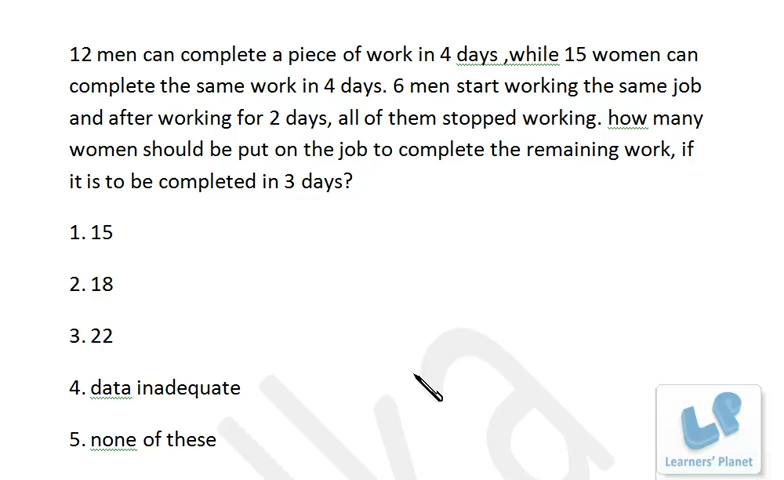 12 men can complete a piece of work in 4 days ,while 15 women can
complete the same work in 4 days. 6 men start working the same job
and after working for 2 days, all of them stopped working. how many
women should be put on the job to complete the remaining work, if
it is to be completed in 3 days?
1. 15
2. 18
3. 22
4. data inadequate
5. none of these
LP
Learners' Planet